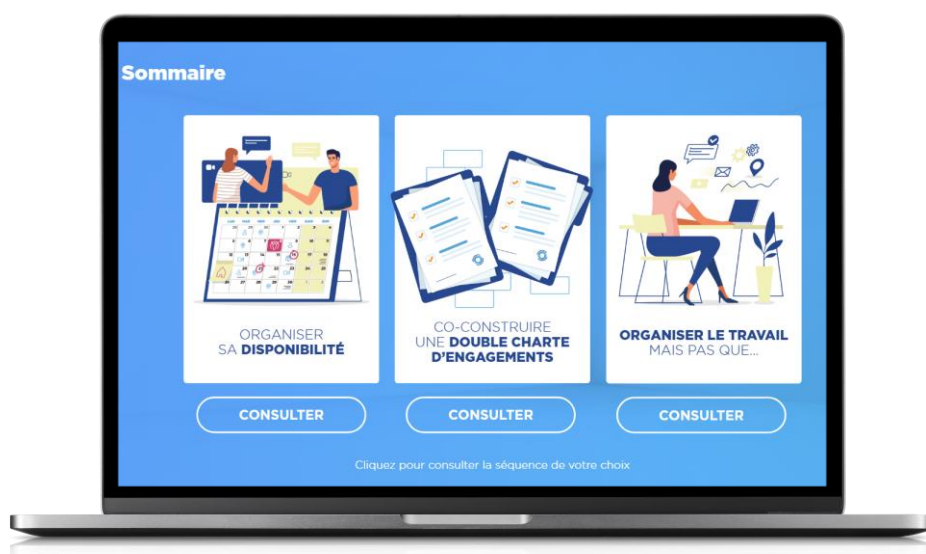 Sommaire
ORGANISER
SA DISPONIBILITÉ
CO-CONSTRUIRE
UNE DOUBLE CHARTE
D'ENGAGEMENTS
ORGANISER LE TRAVAIL
MAIS PAS QUE...
CONSULTER
CONSULTER
CONSULTER
Cliquez pour consulter la séquence de votre choix